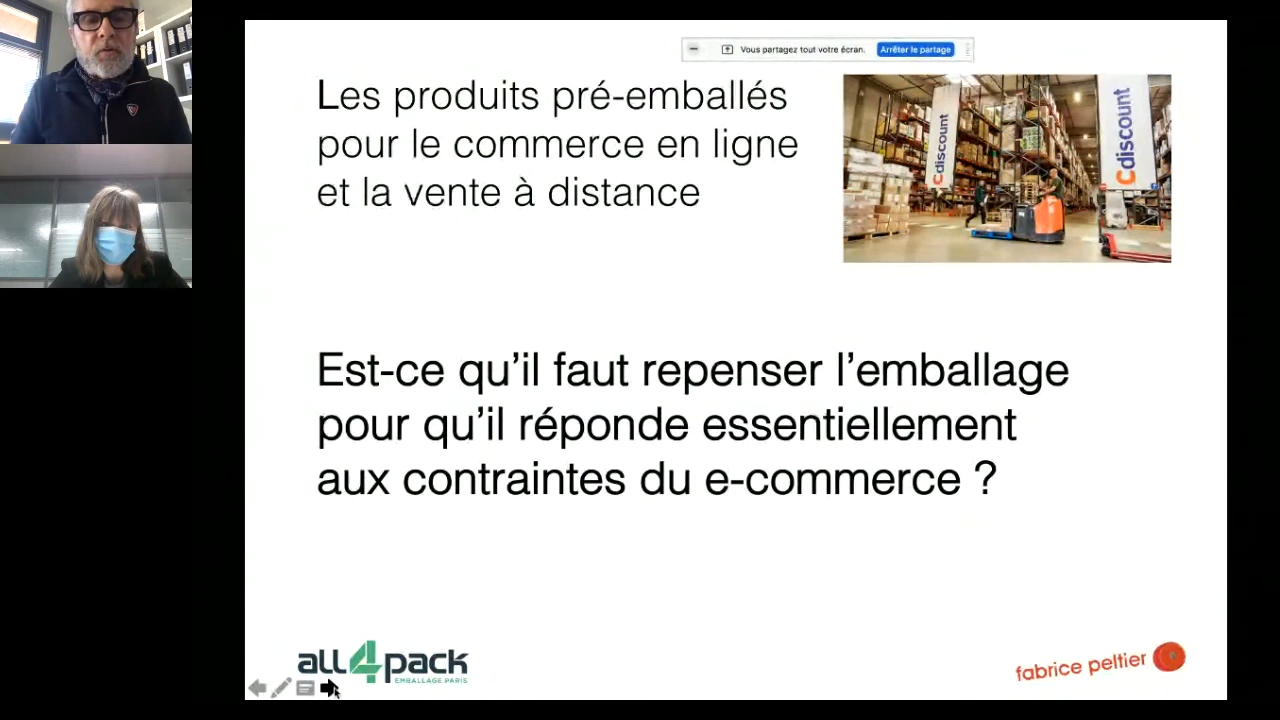 Vous partagez tout votre écran.
Arrêter le partage
Les produits pré-emballés
pour le commerce en ligne
et la vente à distance
Cdiscount
Cdiscount
Est-ce qu’il faut repenser l’emballage
pour qu’il réponde essentiellement
aux contraintes du e-commerce ?
all4pack
EMBALLAGE PARIS
fabrice peltier